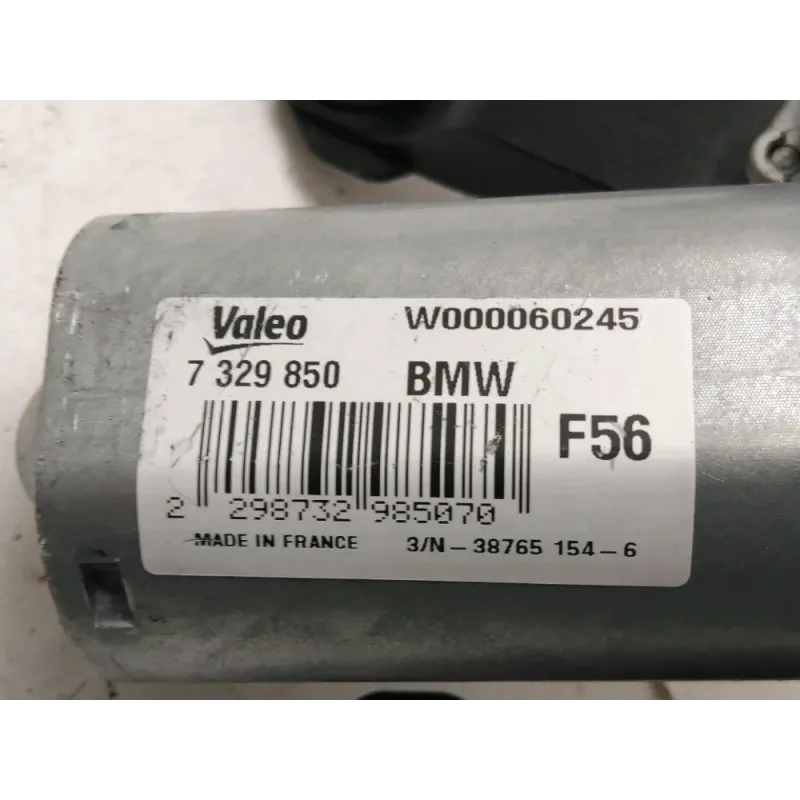 Valeo W000060245
7 329 850 BMW
F56
2 298732 985070
MADE IN FRANCE 3/N-38765 154-6